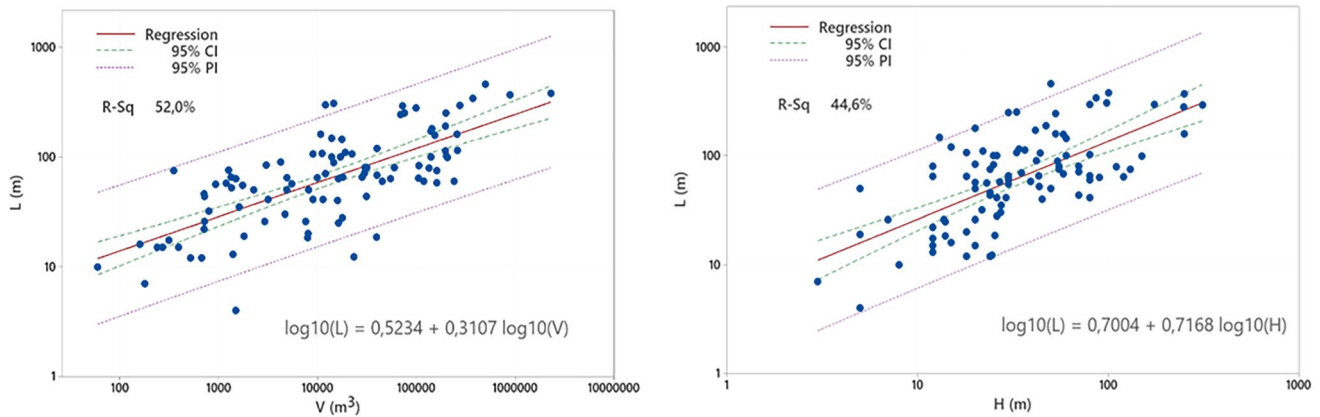 1000
100
10
1
L (m)
Regression
95% CI
95% PI
R-Sq 52,0%
log10(L) = 0,5234 + 0,3107 log10(V)
100 1000 10000 100000 1000000 10000000
V (m³)
1000
100
10
1
L (m)
Regression
95% CI
95% PI
R-Sq 44,6%
log10(L) = 0,7004 + 0,7168 log10(H)
1 10 100 1000
H (m)